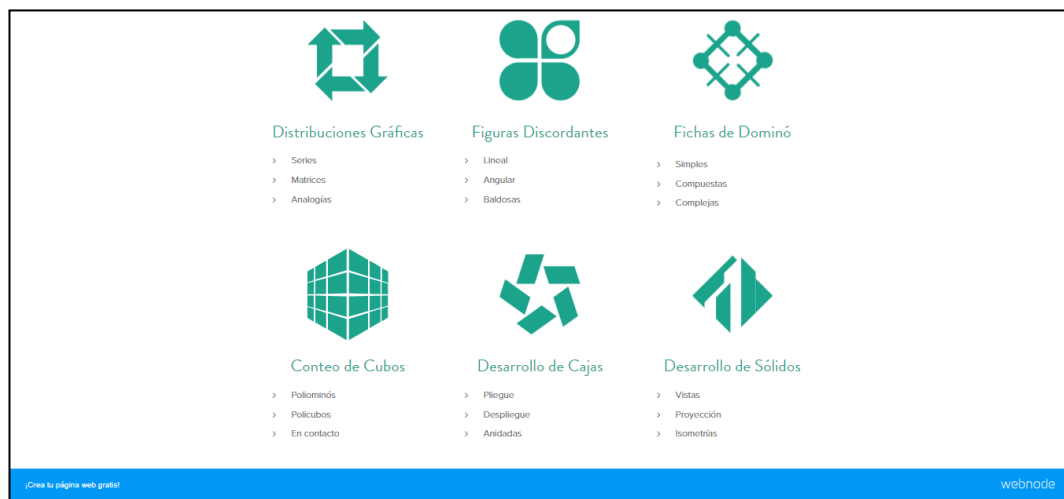 Distribuciones Gráficas
Series
Matrices
Analogías
Figuras Discordantes
Lineal
Angular
Baldosas
Fichas de Dominó
Simples
Compuestas
Complejas
Conteo de Cubos
Poliominós
Policubos
En contacto
Desarrollo de Cajas
Pliegue
Despliegue
Anidadas
Desarrollo de Sólidos
Vistas
Proyección
Isometrías
¡Crea tu página web gratis!
webnode